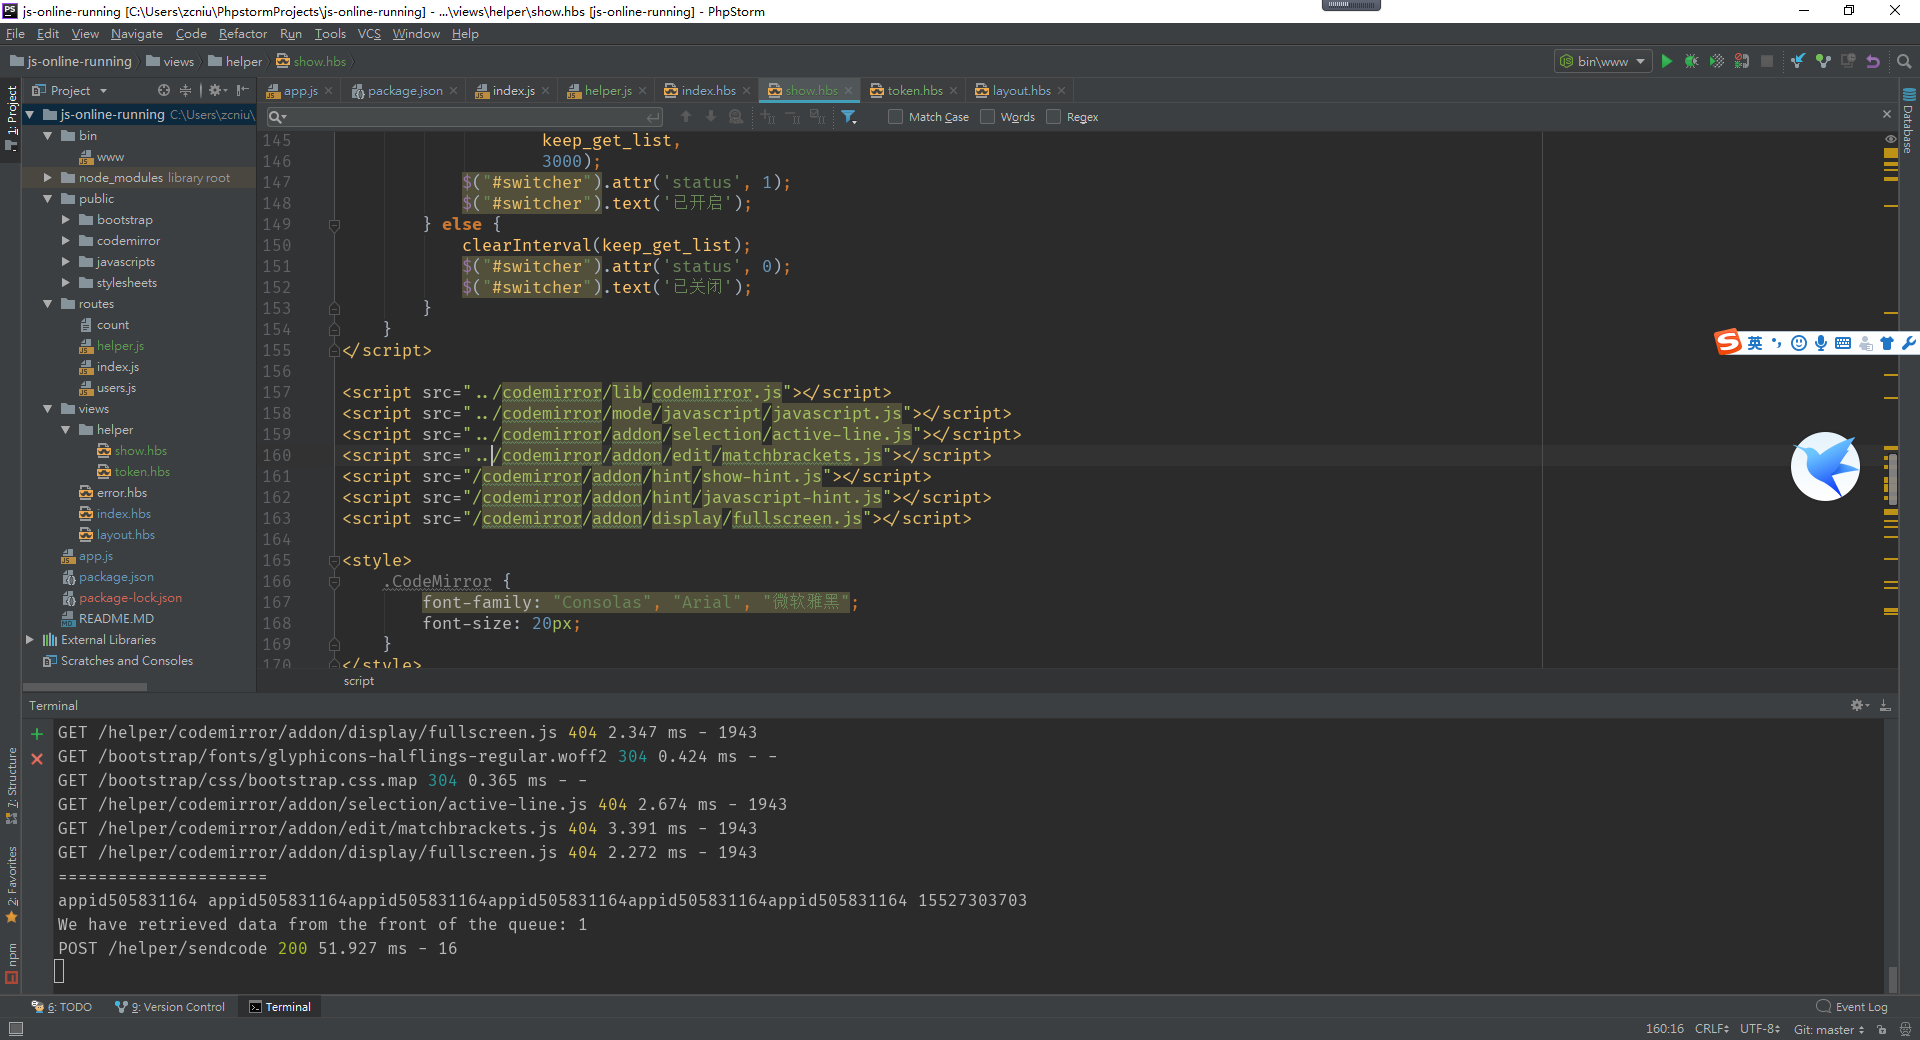 js-online-running [C:\Users\zcniu\PhpstormProjects\js-online-running] - ...\views\helper\show.hbs [js-online-running] - PhpStorm
File Edit View Navigate Code Refactor Run Tools VCS Window Help
js-online-running views helper show.hbs bin\www
Project app.js package.json index.js helper.js index.hbs show.hbs token.hbs layout.hbs
Match Case Words Regex
1: Project
Database
js-online-running C:\Users\zcniu\
bin
www
node_modules library root
public
bootstrap
codemirror
javascripts
stylesheets
routes
count
helper.js
index.js
users.js
views
helper
show.hbs
token.hbs
error.hbs
index.hbs
layout.hbs
app.js
package.json
package-lock.json
README.MD
External Libraries
Scratches and Consoles
145 keep_get_list,
146 3000);
147 $("#switcher").attr('status', 1);
148 $("#switcher").text('已开启');
149 } else {
150 clearInterval(keep_get_list);
151 $("#switcher").attr('status', 0);
152 $("#switcher").text('已关闭');
153 }
154 }
155 </script>
156
157 <script src="../codemirror/lib/codemirror.js"></script>
158 <script src="../codemirror/mode/javascript/javascript.js"></script>
159 <script src="../codemirror/addon/selection/active-line.js"></script>
160 <script src="../codemirror/addon/edit/matchbrackets.js"></script>
161 <script src="/codemirror/addon/hint/show-hint.js"></script>
162 <script src="/codemirror/addon/hint/javascript-hint.js"></script>
163 <script src="/codemirror/addon/display/fullscreen.js"></script>
164
165 <style>
166 .CodeMirror {
167 font-family: "Consolas", "Arial", "微软雅黑";
168 font-size: 20px;
169 }
170 </style>
script
英
Terminal
GET /helper/codemirror/addon/display/fullscreen.js 404 2.347 ms - 1943
GET /bootstrap/fonts/glyphicons-halflings-regular.woff2 304 0.424 ms - -
GET /bootstrap/css/bootstrap.css.map 304 0.365 ms - -
GET /helper/codemirror/addon/selection/active-line.js 404 2.674 ms - 1943
GET /helper/codemirror/addon/edit/matchbrackets.js 404 3.391 ms - 1943
GET /helper/codemirror/addon/display/fullscreen.js 404 2.272 ms - 1943
=====================
appid505831164 appid505831164appid505831164appid505831164appid505831164appid505831164 15527303703
We have retrieved data from the front of the queue: 1
POST /helper/sendcode 200 51.927 ms - 16
7: Structure
2: Favorites
npm
6: TODO 9: Version Control Terminal Event Log
160:16 CRLF UTF-8 Git: master